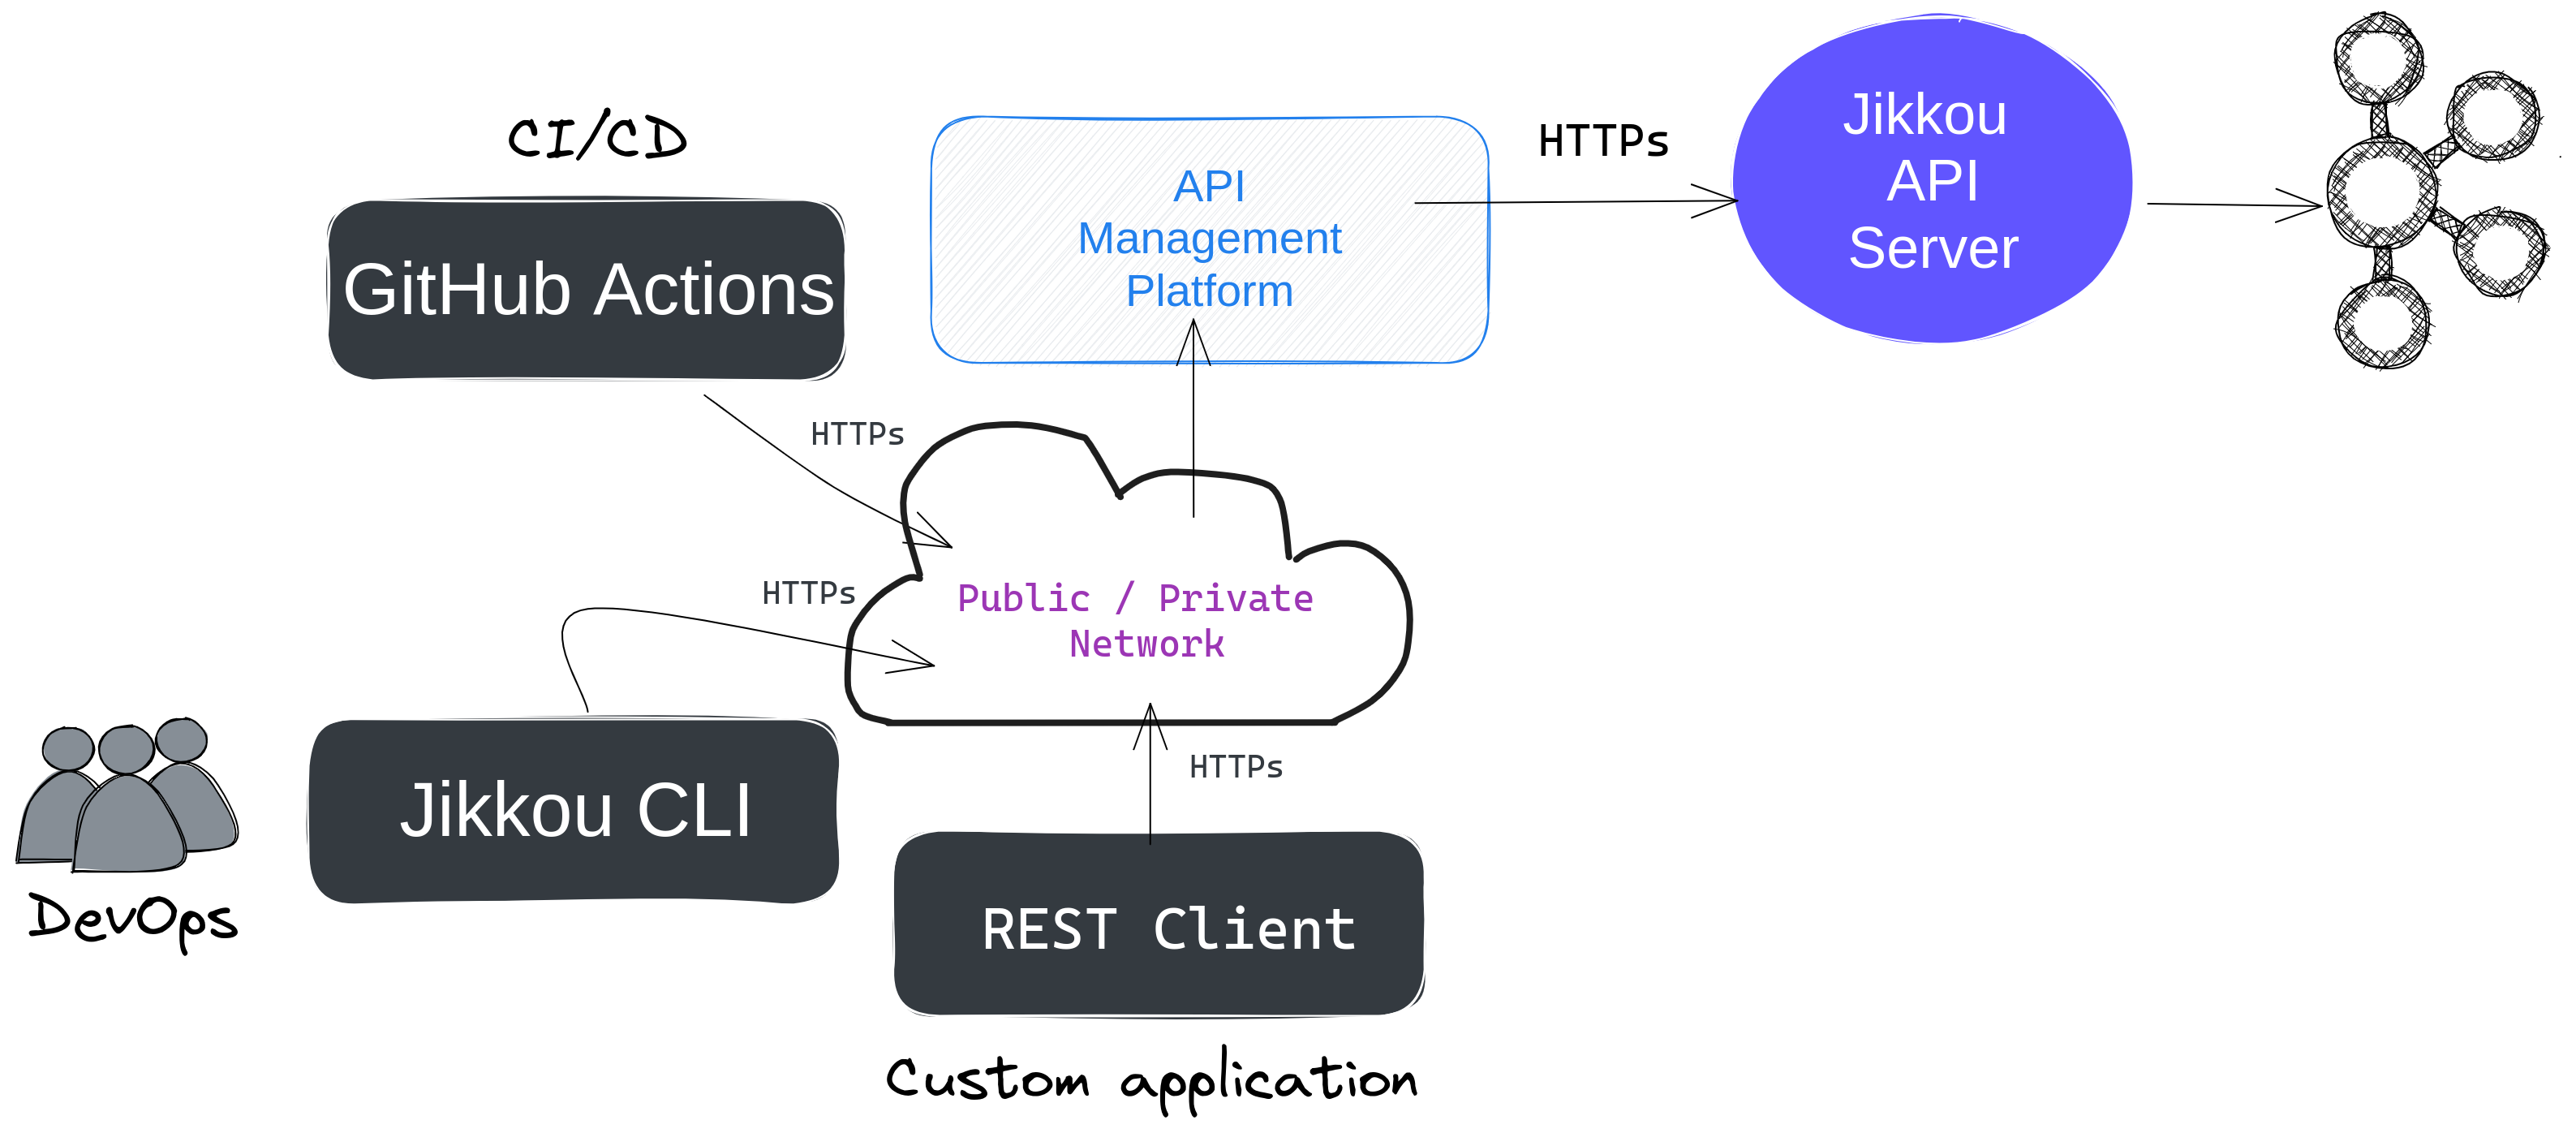 CI/CD
GitHub Actions
API
Management
Platform
HTTPs
Jikkou
API
Server
HTTPs
HTTPs
Public / Private
Network
Jikkou CLI
DevOps
HTTPs
REST Client
Custom application